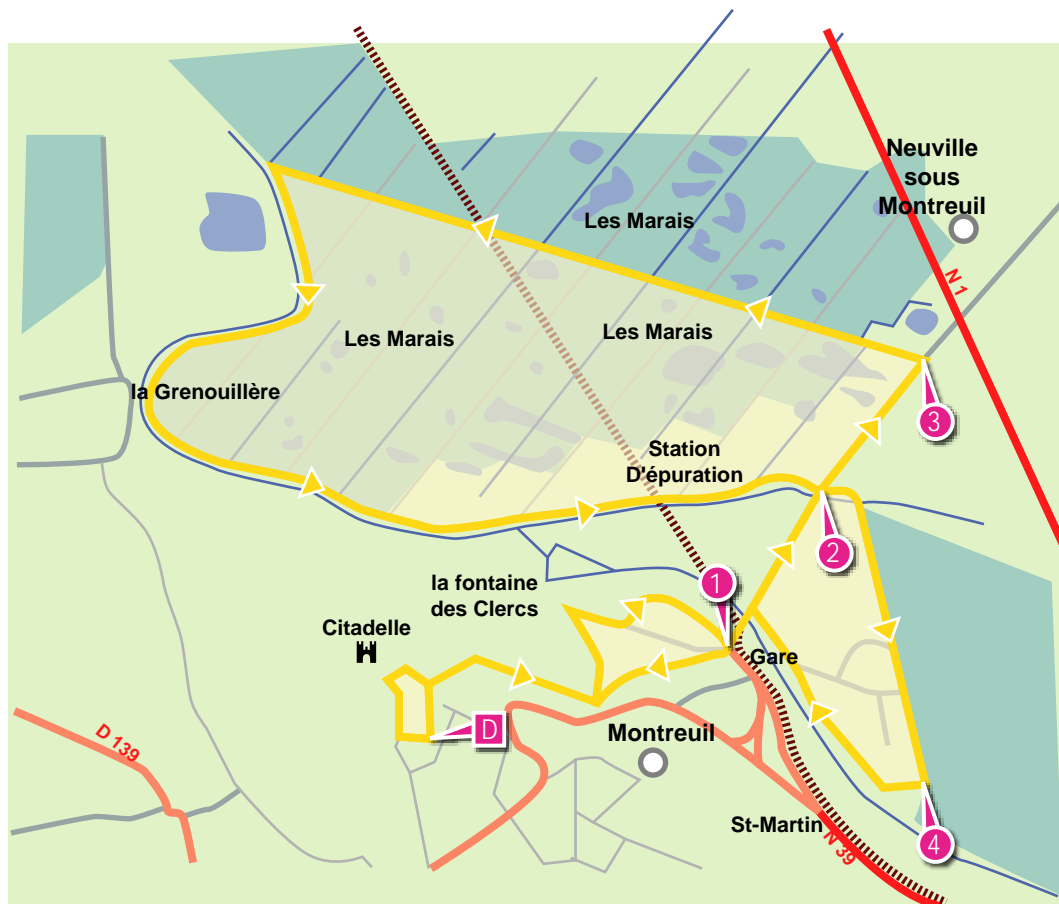 Neuville
sous
Montreuil
Les Marais
N 1
Les Marais
Les Marais
la Grenouillère
3
Station
D'épuration
2
1
la fontaine
des Clercs
Citadelle
Gare
D
Montreuil
D 139
St-Martin
N 39
4